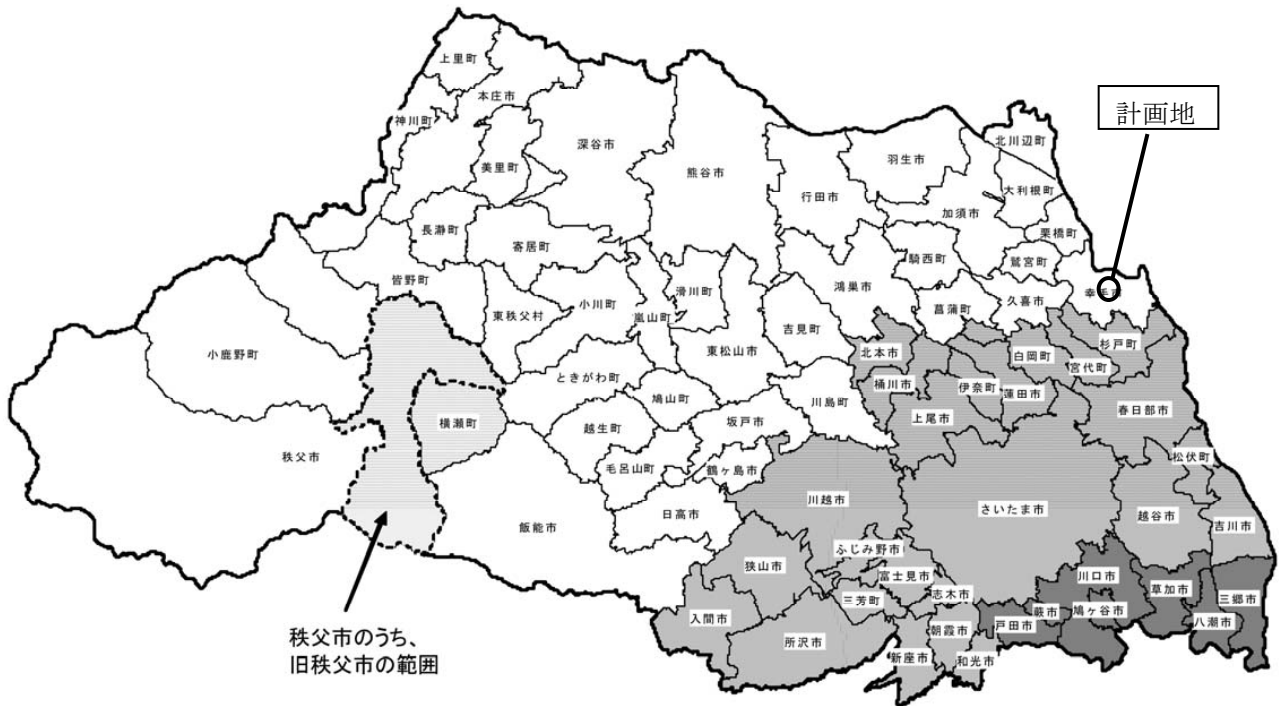 上里町
本庄市
神川町
計画地
北川辺町
深谷市
羽生市
美里町
熊谷市
大利根町
行田市
加須市
長瀞町
栗橋町
寄居町
騎西町
鷲宮町
皆野町
鴻巣市
幸手市
滑川町
久喜市
小川町
菖蒲町
東秩父村
嵐山町
吉見町
杉戸町
小鹿野町
東松山市
北本市
白岡町
宮代町
ときがわ町
桶川市
伊奈町
蓮田市
鳩山町
川島町
春日部市
横瀬町
坂戸市
上尾市
越生町
秩父市
松伏町
毛呂山町
鶴ヶ島市
川越市
さいたま市
日高市
越谷市
飯能市
吉川市
ふじみ野市
狭山市
富士見市
川口市
草加市
三芳町
志木市
三郷市
入間市
蕨市
鳩ヶ谷市
戸田市
八潮市
朝霞市
所沢市
新座市
和光市
秩父市のうち、
旧秩父市の範囲